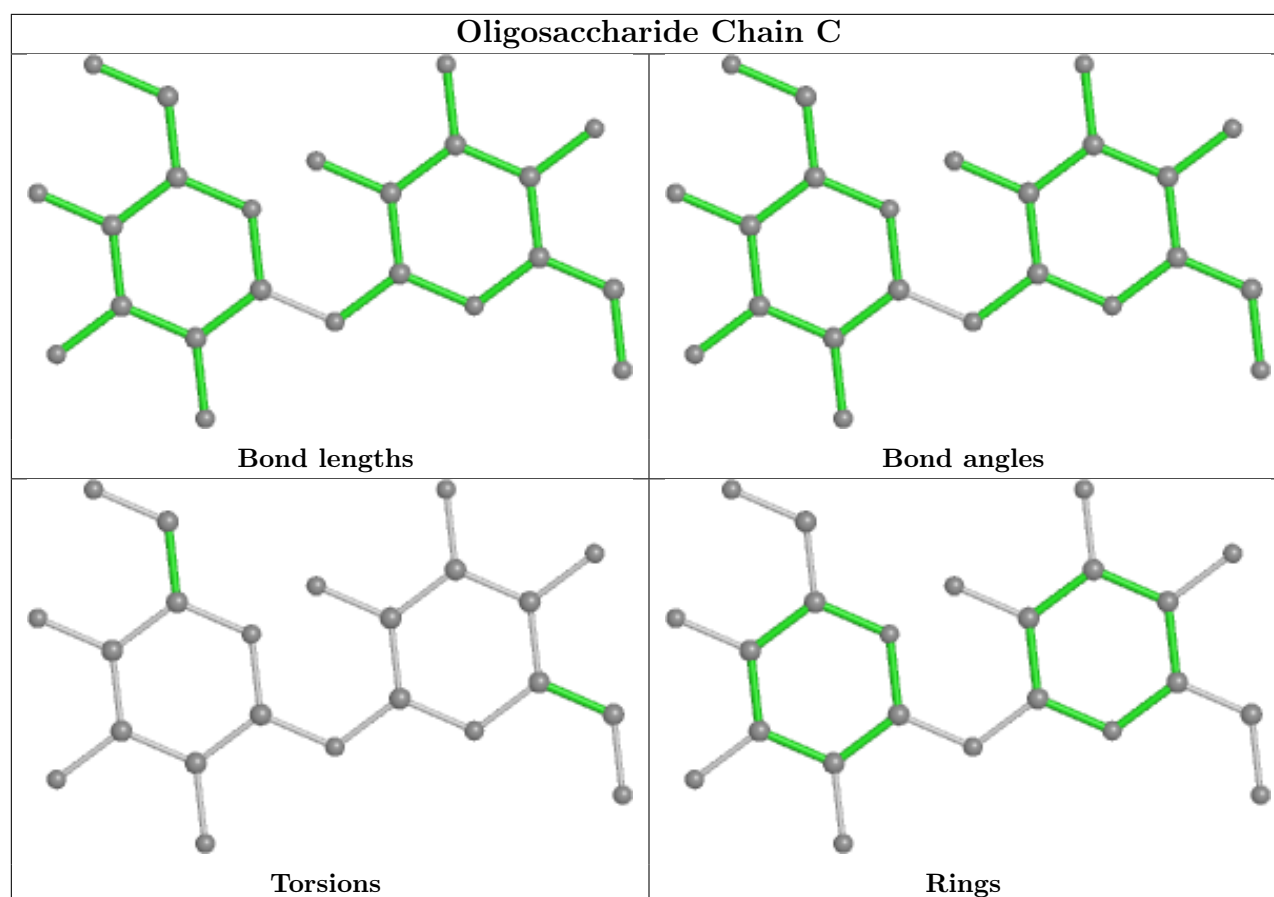 Oligosaccharide Chain C
Bond lengths
Bond angles
Torsions
Rings